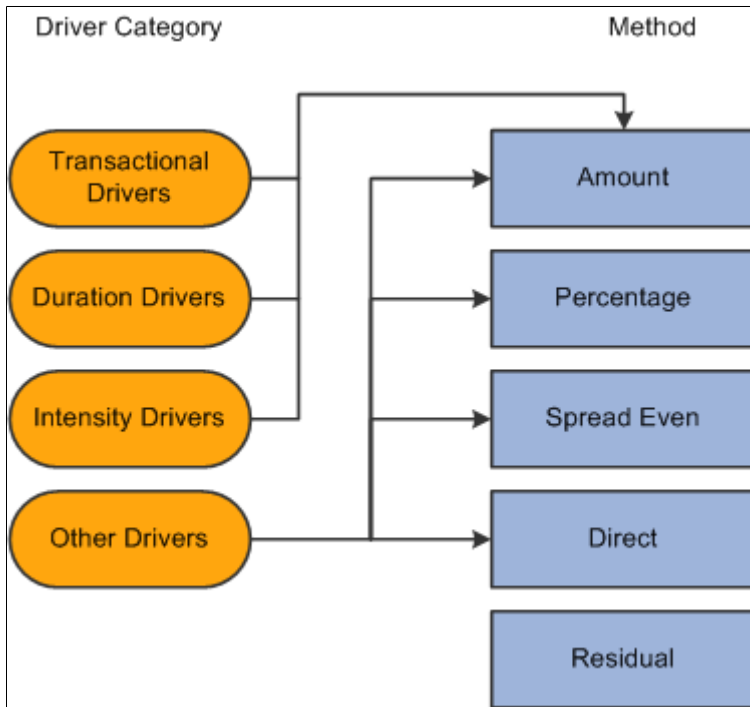 Driver Category
Method
Transactional
Drivers
Amount
Duration Drivers
Percentage
Intensity Drivers
Spread Even
Other Drivers
Direct
Residual